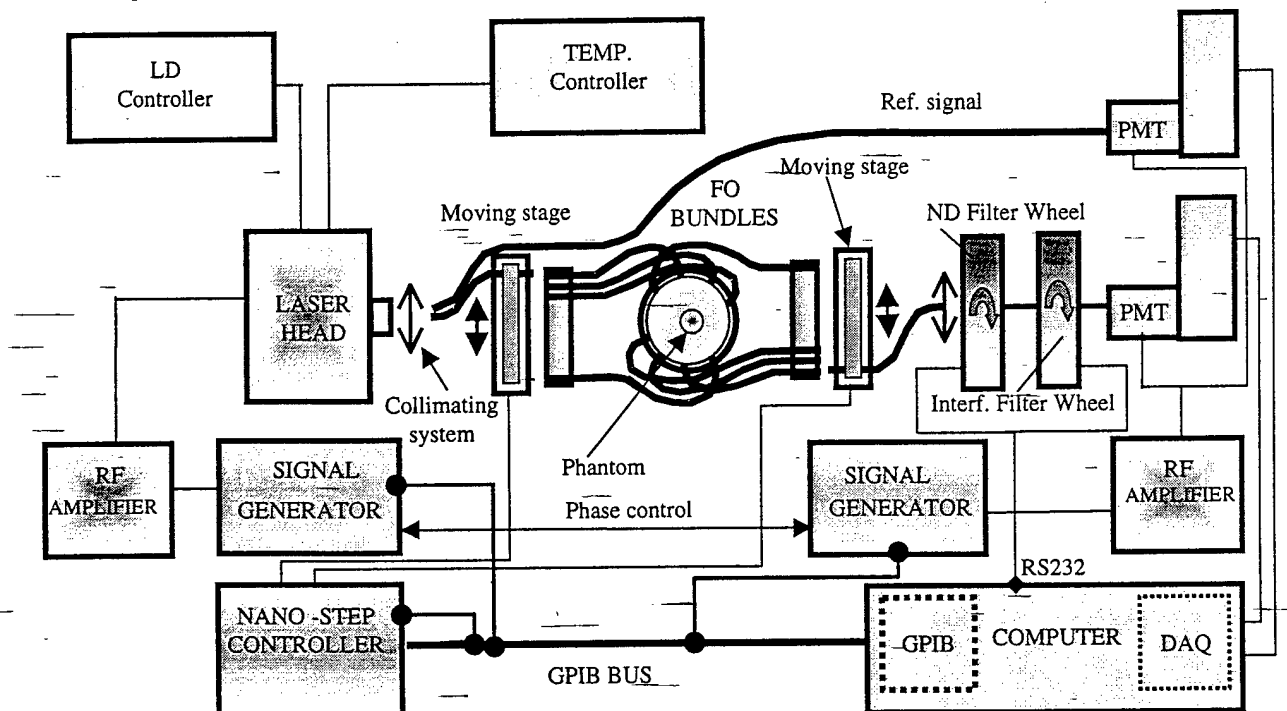 LD
Controller
TEMP.
Controller
Ref. signal
PMT
Moving stage
FO
BUNDLES
Moving stage
ND Filter Wheel
LASER
HEAD
PMT
Collimating
system
Interf. Filter Wheel
Phantom
RF
AMPLIFIER
SIGNAL
GENERATOR
Phase control
SIGNAL
GENERATOR
RF
AMPLIFIER
RS232
NANO -STEP
CONTROLLER
GPIB
COMPUTER
DAQ
GPIB BUS